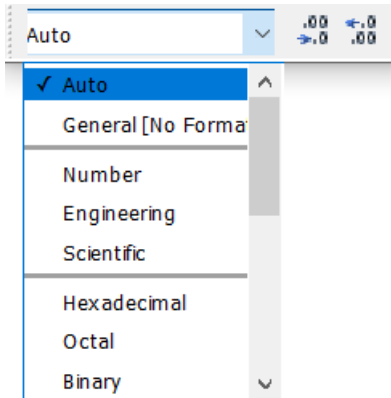 Auto
.00 .0
.0 .00
Auto
General [No Forma
Number
Engineering
Scientific
Hexadecimal
Octal
Binary